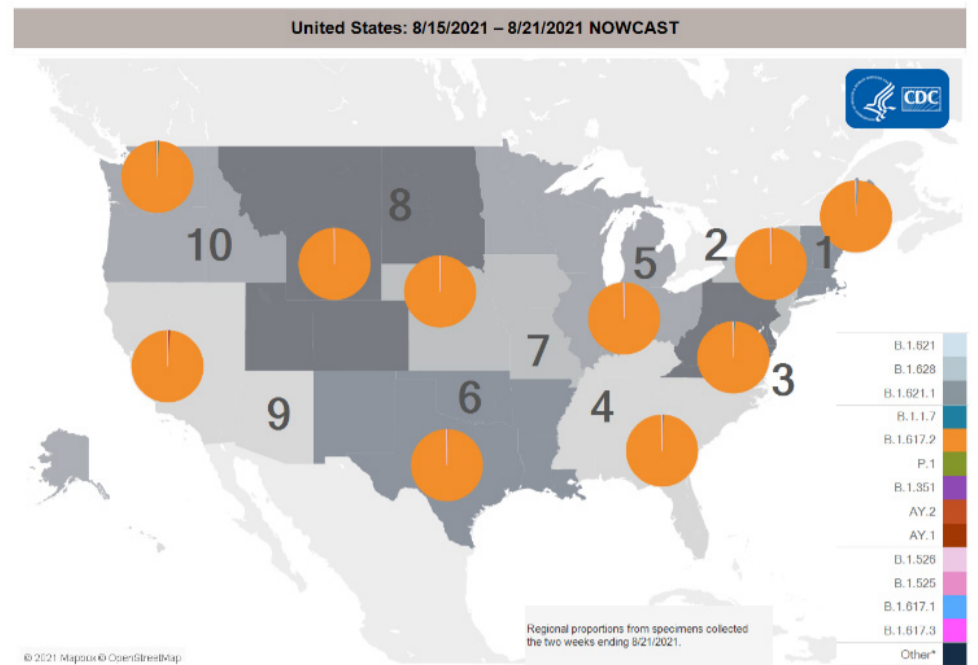 United States: 8/15/2021 – 8/21/2021 NOWCAST
CDC
8
10
2
1
5
7
3
6
4
9
B.1.621
B.1.628
B.1.621.1
B.1.1.7
B.1.617.2
P.1
B.1.351
AY.2
AY.1
B.1.526
B.1.525
B.1.617.1
B.1.617.3
Other*
Regional proportions from specimens collected
the two weeks ending 8/21/2021.
© 2021 Mapbox © OpenStreetMap